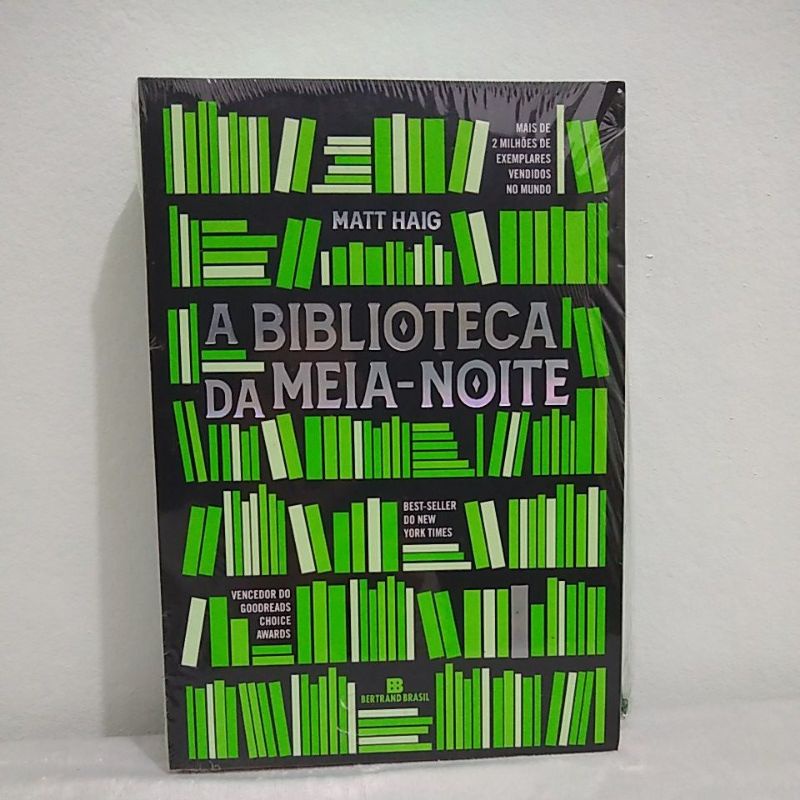 MAIS DE
2 MILHÕES DE
EXEMPLARES
VENDIDOS
NO MUNDO
MATT HAIG
A BIBLIOTECA
DA MEIA-NOITE
BEST-SELLER
DO NEW
YORK TIMES
VENCEDOR DO
GOODREADS
CHOICE
AWARDS
BERTRAND BRASIL